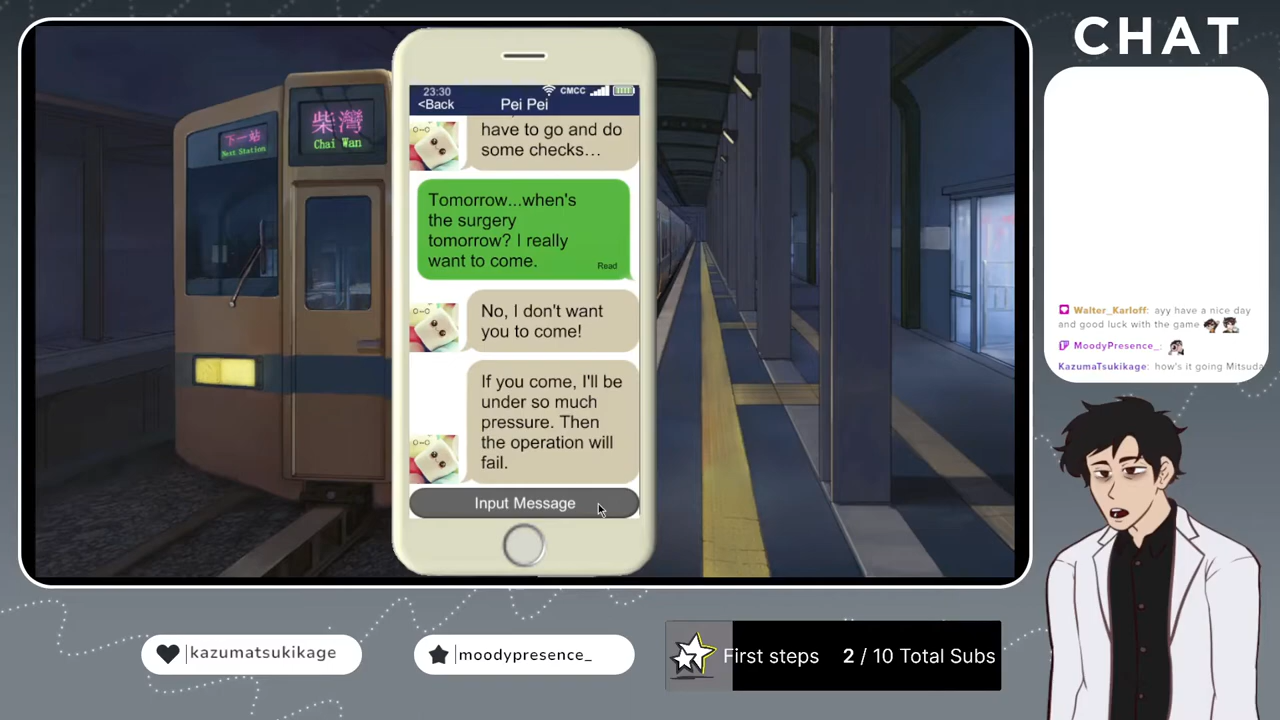 CHAT
下一站
Next Station
柴灣
Chai Wan
23:30
CMCC
<Back
Pei Pei
have to go and do
some checks…
Tomorrow...when's
the surgery
tomorrow? I really
want to come.
Read
No, I don't want
you to come!
If you come, I'll be
under so much
pressure. Then
the operation will
fail.
Input Message
Walter_Karloff: ayy have a nice day
and good luck with the game
MoodyPresence_:
KazumaTsukikage: how's it going Mitsuda
kazumatsukikage
moodypresence_
First steps
2 / 10 Total Subs